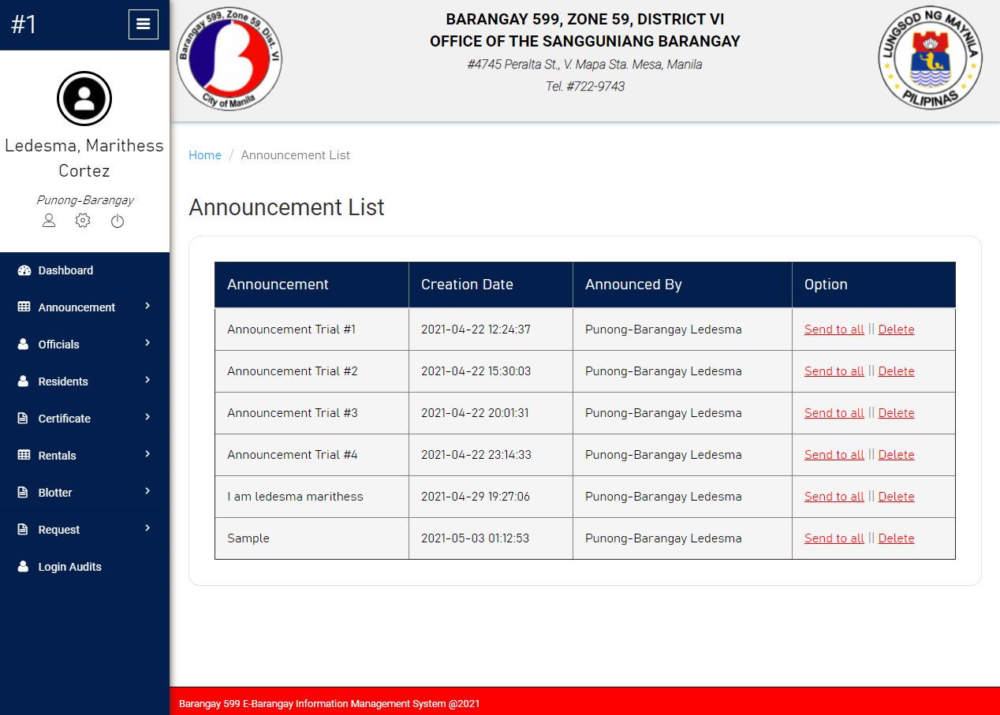 #1
Ledesma, Marithess
Cortez
Punong-Barangay
Dashboard
Announcement
Officials
Residents
Certificate
Rentals
Blotter
Request
Login Audits
Barangay 599, Zone 59, Dist. VI
City of Manila
BARANGAY 599, ZONE 59, DISTRICT VI
OFFICE OF THE SANGGUNIANG BARANGAY
#4745 Peralta St., V. Mapa Sta. Mesa, Manila
Tel. #722-9743
LUNGSOD NG MAYNILA
PILIPINAS
Home / Announcement List
Announcement List
Announcement Creation Date Announced By Option
Announcement Trial #1 2021-04-22 12:24:37 Punong-Barangay Ledesma Send to all || Delete
Announcement Trial #2 2021-04-22 15:30:03 Punong-Barangay Ledesma Send to all || Delete
Announcement Trial #3 2021-04-22 20:01:31 Punong-Barangay Ledesma Send to all || Delete
Announcement Trial #4 2021-04-22 23:14:33 Punong-Barangay Ledesma Send to all || Delete
I am ledesma marithess 2021-04-29 19:27:06 Punong-Barangay Ledesma Send to all || Delete
Sample 2021-05-03 01:12:53 Punong-Barangay Ledesma Send to all || Delete
Barangay 599 E-Barangay Information Management System @2021